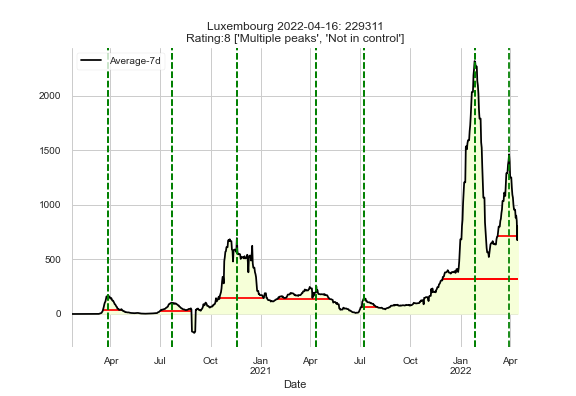 Luxembourg 2022-04-16: 229311
Rating:8 ['Multiple peaks', 'Not in control']
Average-7d
2000
1500
1000
500
0
Apr Jul Oct Jan Apr Jul Oct Jan Apr
2021 2022
Date